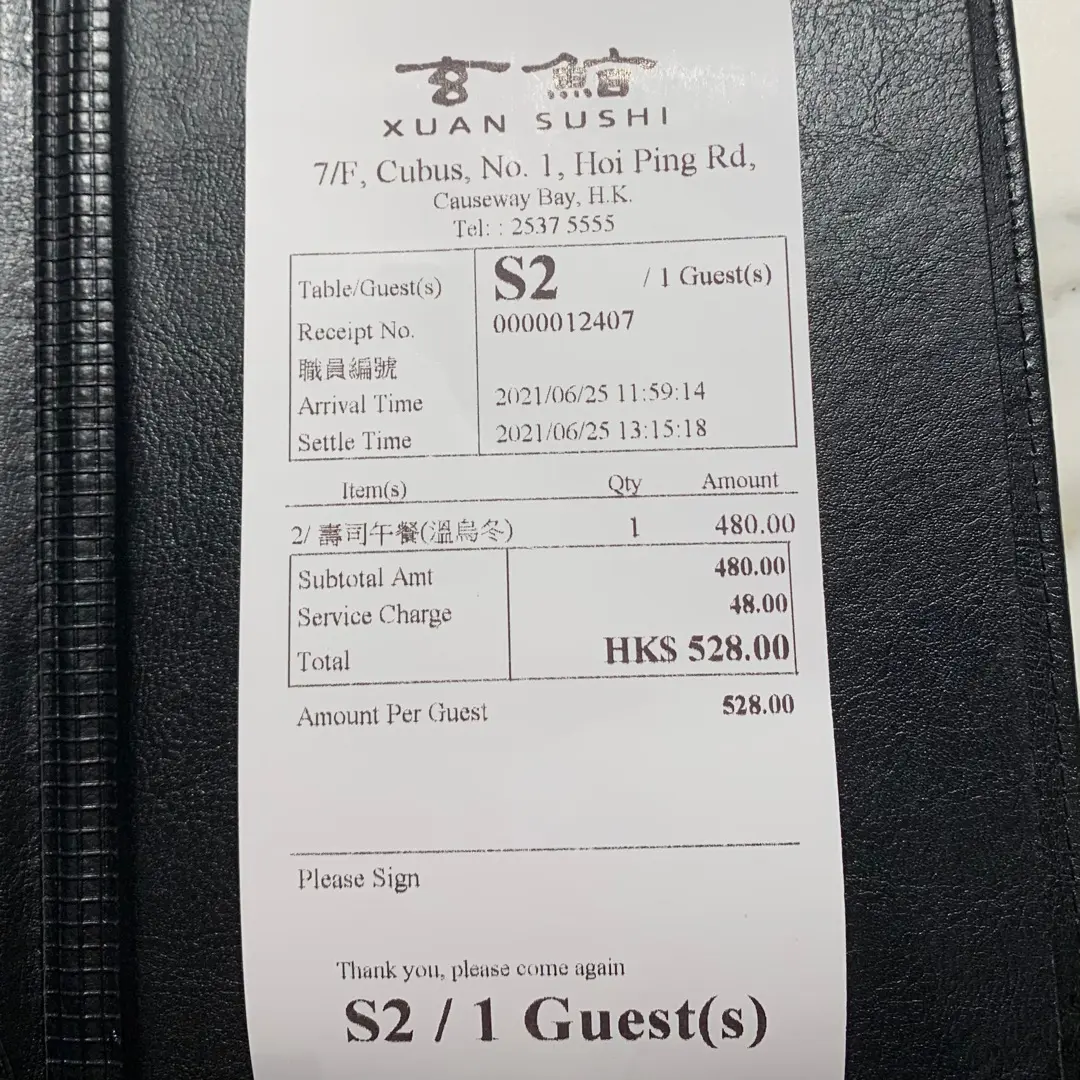 玄鮨
XUAN SUSHI
7/F, Cubus, No. 1, Hoi Ping Rd,
Causeway Bay, H.K.
Tel: : 2537 5555
Table/Guest(s) S2 / 1 Guest(s)
Receipt No. 0000012407
職員編號
Arrival Time 2021/06/25 11:59:14
Settle Time 2021/06/25 13:15:18
Item(s) Qty Amount
2/ 壽司午餐(溫烏冬) 1 480.00
Subtotal Amt 480.00
Service Charge 48.00
Total HK$ 528.00
Amount Per Guest 528.00
Please Sign
Thank you, please come again
S2 / 1 Guest(s)